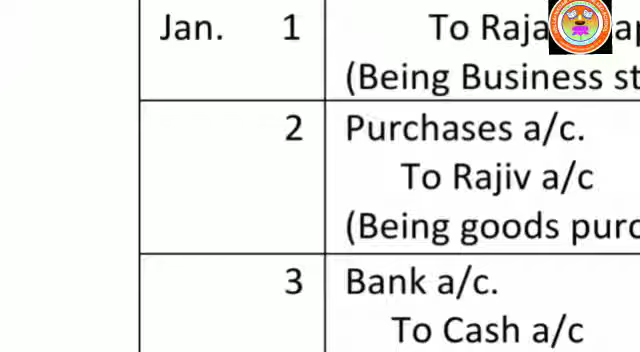 Jan. 1 To Raja
(Being Business st
2 Purchases a/c.
To Rajiv a/c
(Being goods purc
3 Bank a/c.
To Cash a/c